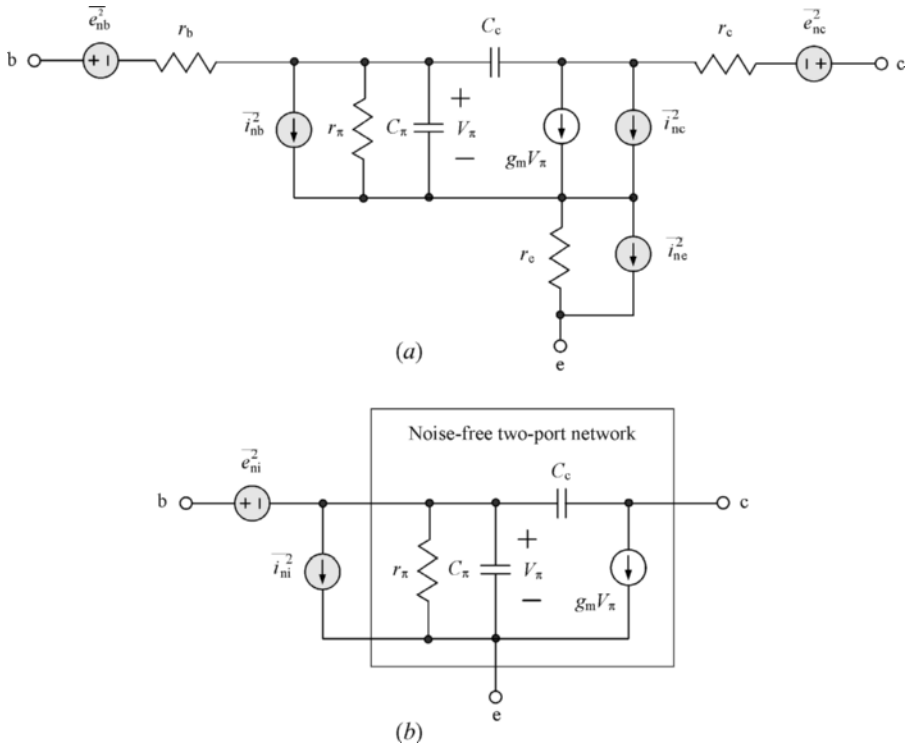 e²nb
rb
Cc
rc
e²nc
b
c
i²nb
rπ
Cπ
+
Vπ
−
gmVπ
i²nc
re
i²ne
(a)
e
Noise-free two-port network
e²ni
Cc
b
c
i²ni
rπ
Cπ
+
Vπ
−
gmVπ
e
(b)